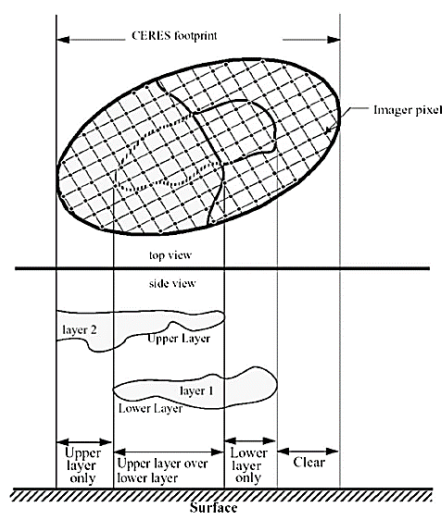 CERES footprint
Imager pixel
top view
side view
layer 2
Upper Layer
layer 1
Lower Layer
Upper
layer
only
Upper layer over
lower layer
Lower
layer
only
Clear
Surface